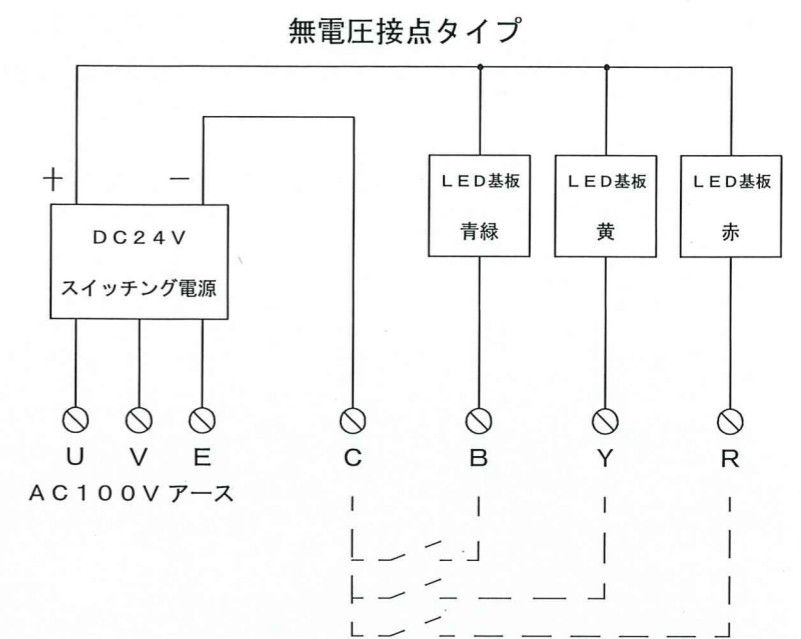 無電圧接点タイプ
+ −
DC24V
スイッチング電源
LED基板
青緑
LED基板
黄
LED基板
赤
U V E C B Y R
AC100V アース